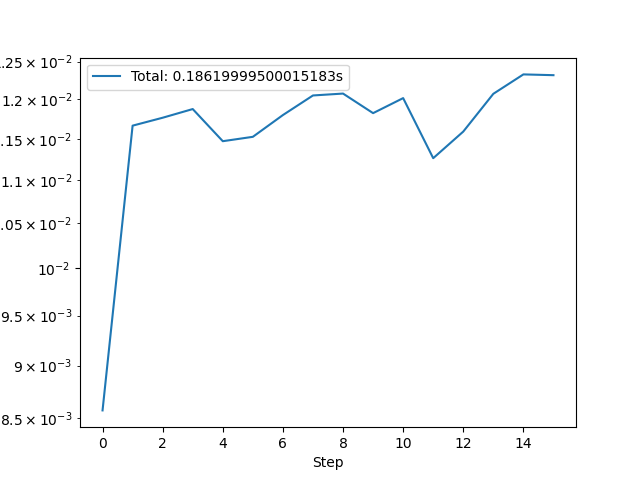 .25 × 10⁻²
1.2 × 10⁻²
.15 × 10⁻²
1.1 × 10⁻²
.05 × 10⁻²
10⁻²
9.5 × 10⁻³
9 × 10⁻³
8.5 × 10⁻³
Total: 0.18619999500015183s
0 2 4 6 8 10 12 14
Step